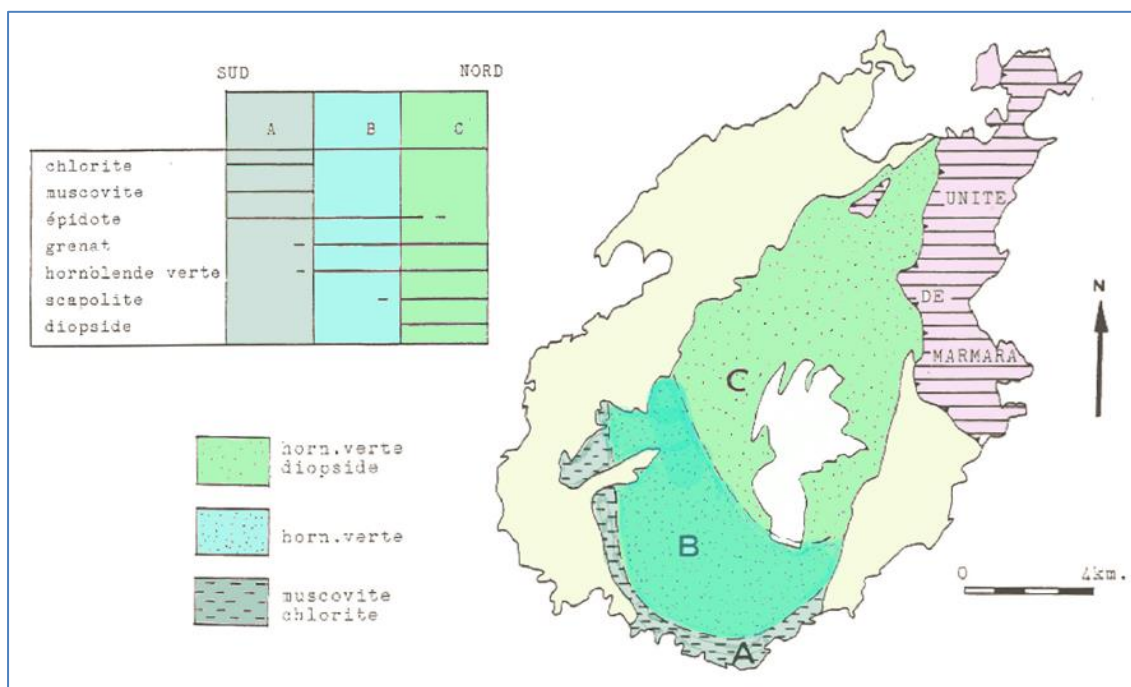 SUD NORD
A B C
chlorite
muscovite
épidote
grenat
hornblende verte
scapolite
diopside
horn.verte
diopside
horn.verte
muscovite
chlorite
UNITE
DE
MARMARA
N
C
B
A
0 4km.